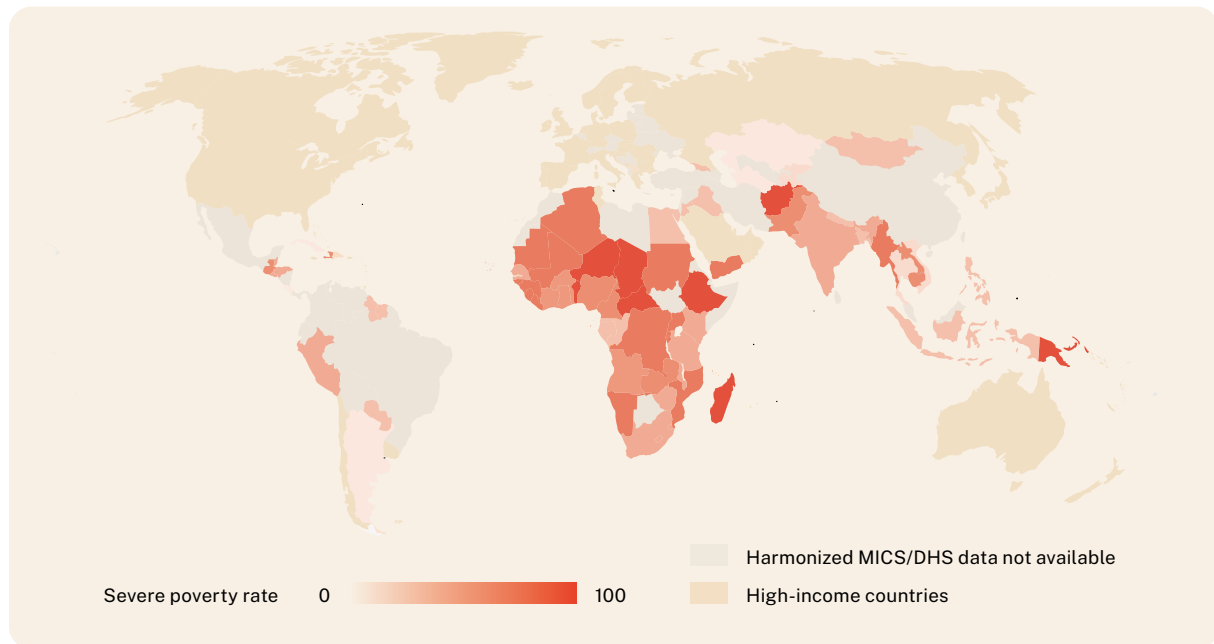 Harmonized MICS/DHS data not available
Severe poverty rate 0 100 High-income countries